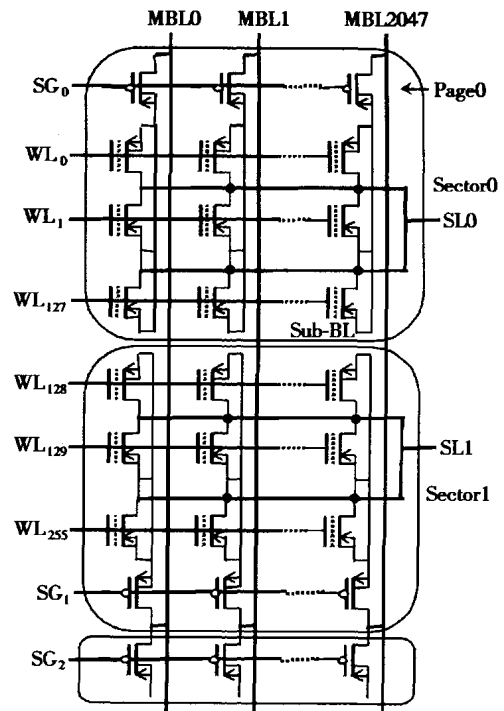 MBL0 MBL1 MBL2047
SG₀
Page0
WL₀
Sector0
WL₁
SL0
WL₁₂₇
Sub-BL
WL₁₂₈
WL₁₂₉
SL1
Sector1
WL₂₅₅
SG₁
SG₂